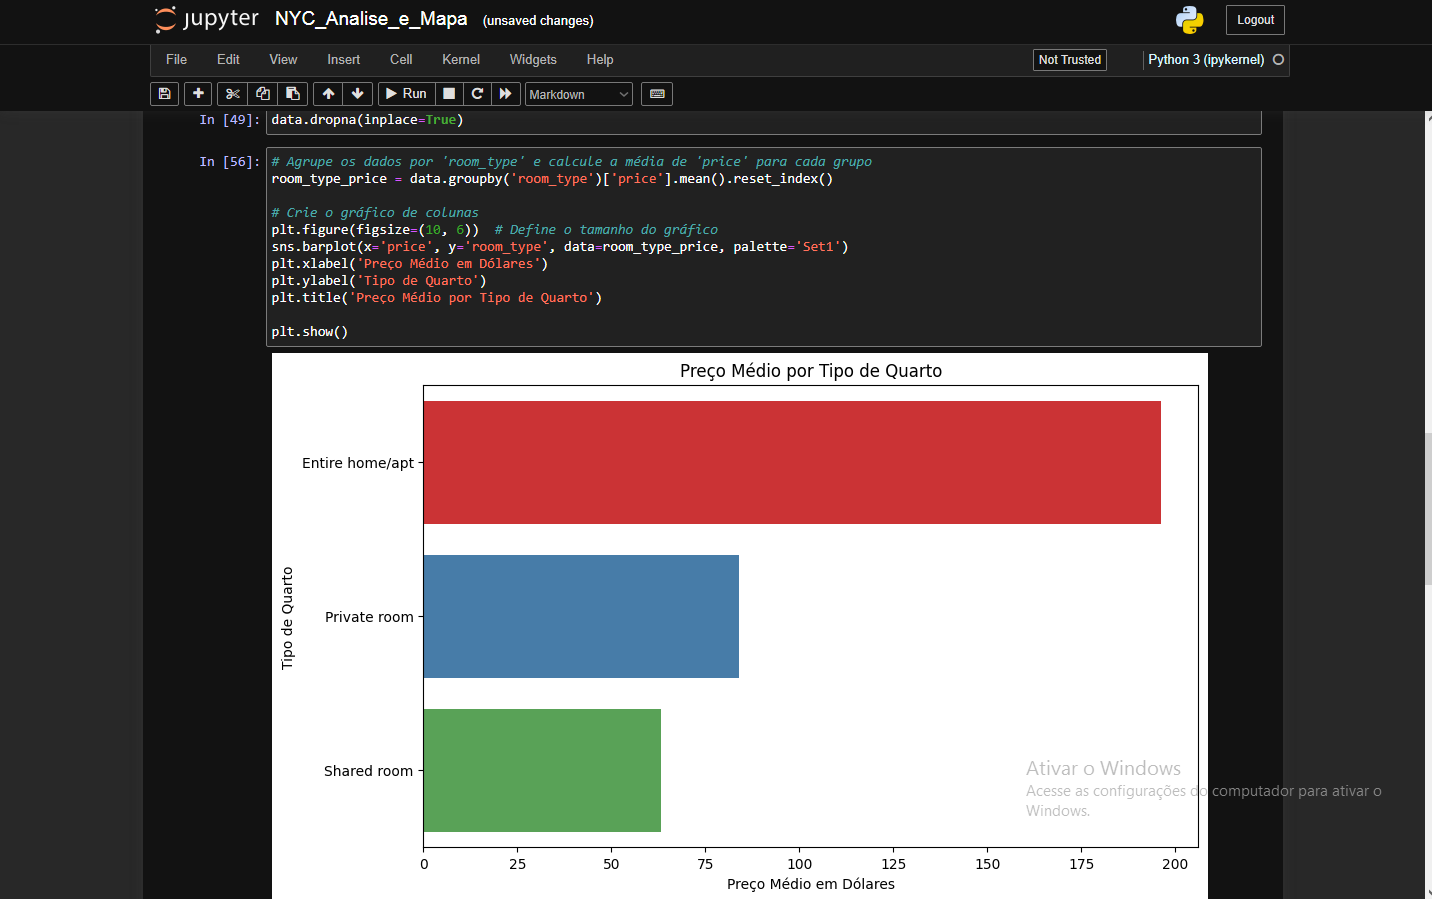 jupyter NYC_Analise_e_Mapa (unsaved changes) Logout
File Edit View Insert Cell Kernel Widgets Help Not Trusted Python 3 (ipykernel)
Run Markdown
In [49]: data.dropna(inplace=True)
In [56]: # Agrupe os dados por 'room_type' e calcule a média de 'price' para cada grupo
room_type_price = data.groupby('room_type')['price'].mean().reset_index()
# Crie o gráfico de colunas
plt.figure(figsize=(10, 6))  # Define o tamanho do gráfico
sns.barplot(x='price', y='room_type', data=room_type_price, palette='Set1')
plt.xlabel('Preço Médio em Dólares')
plt.ylabel('Tipo de Quarto')
plt.title('Preço Médio por Tipo de Quarto')
plt.show()
Preço Médio por Tipo de Quarto
Entire home/apt
Private room
Shared room
Tipo de Quarto
0 25 50 75 100 125 150 175 200
Preço Médio em Dólares
Ativar o Windows
Acesse as configurações do computador para ativar o
Windows.